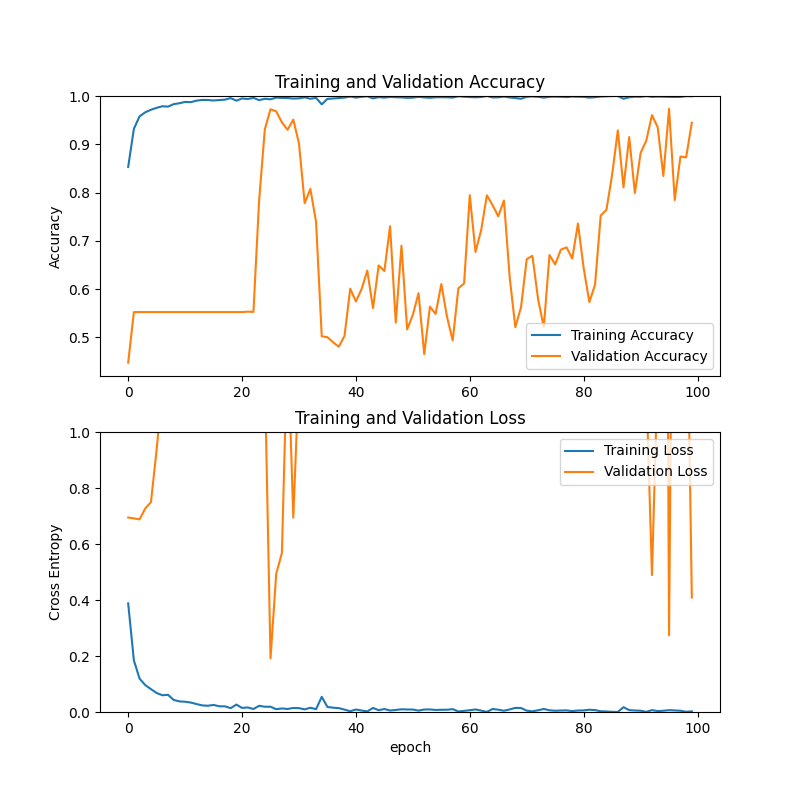 Training and Validation Accuracy
1.0
0.9
0.8
0.7
0.6
0.5
Accuracy
Training Accuracy
Validation Accuracy
0 20 40 60 80 100
Training and Validation Loss
1.0
0.8
0.6
0.4
0.2
0.0
Cross Entropy
Training Loss
Validation Loss
0 20 40 60 80 100
epoch